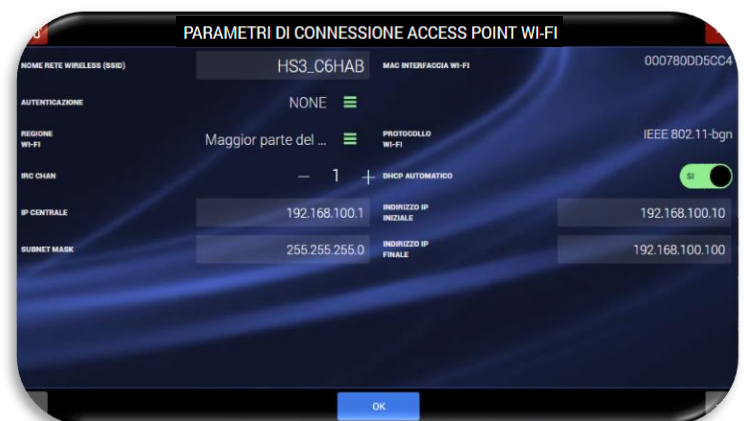 PARAMETRI DI CONNESSIONE ACCESS POINT WI-FI
NOME RETE WIRELESS (SSID) HS3_C6HAB MAC INTERFACCIA WI-FI 000780DD5CC4
AUTENTICAZIONE NONE
REGIONE
WI-FI Maggior parte del ... PROTOCOLLO
WI-FI IEEE 802.11-bgn
IRC CHAN – 1 + DHCP AUTOMATICO SI
IP CENTRALE 192.168.100.1 INDIRIZZO IP
INIZIALE 192.168.100.10
SUBNET MASK 255.255.255.0 INDIRIZZO IP
FINALE 192.168.100.100
OK